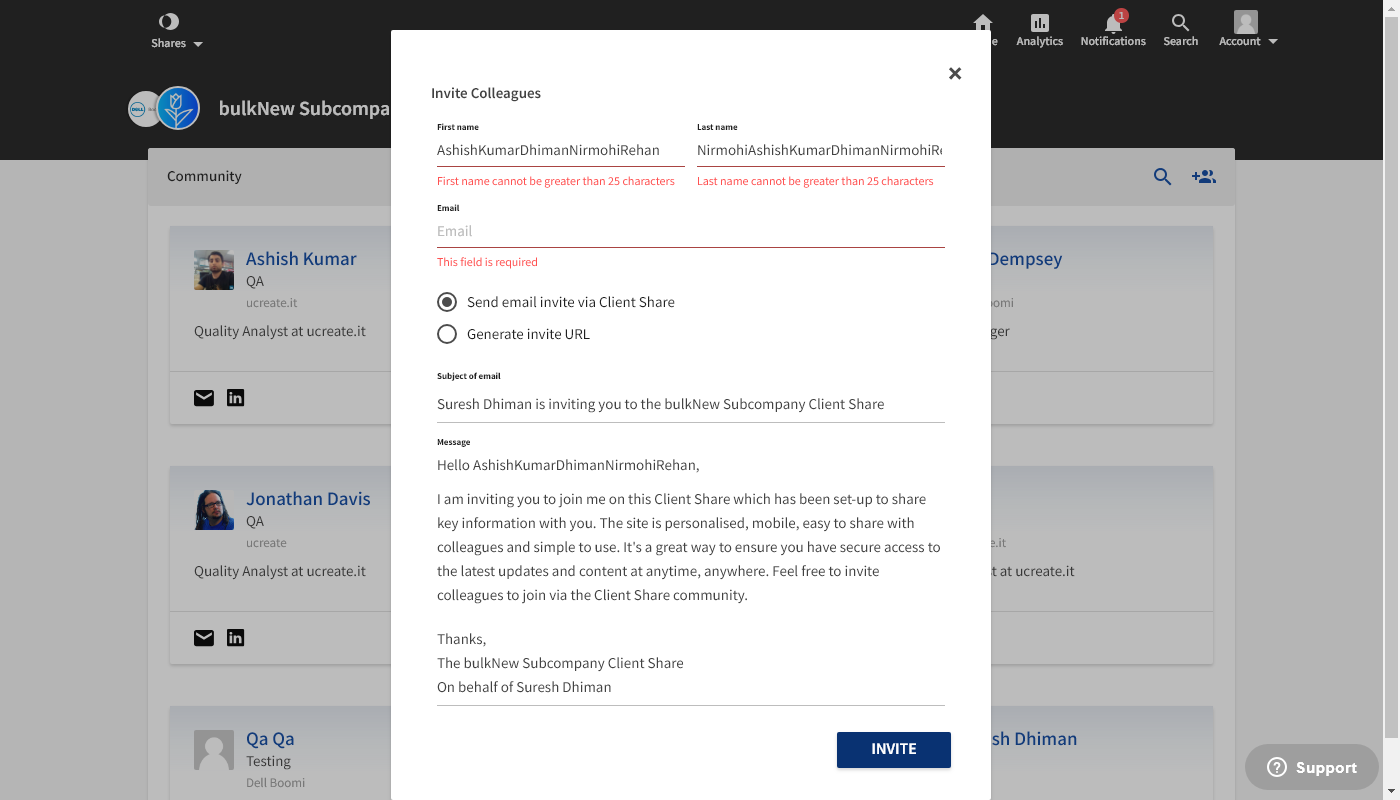 Shares
Analytics
1
Notifications
Search
Account
DELL
bulkNew Subcompa
Invite Colleagues
First name
Last name
AshishKumarDhimanNirmohiRehan
NirmohiAshishKumarDhimanNirmohiRe
First name cannot be greater than 25 characters
Last name cannot be greater than 25 characters
Email
Email
This field is required
Send email invite via Client Share
Generate invite URL
Subject of email
Suresh Dhiman is inviting you to the bulkNew Subcompany Client Share
Message
Hello AshishKumarDhimanNirmohiRehan,
I am inviting you to join me on this Client Share which has been set-up to share
key information with you. The site is personalised, mobile, easy to share with
colleagues and simple to use. It's a great way to ensure you have secure access to
the latest updates and content at anytime, anywhere. Feel free to invite
colleagues to join via the Client Share community.
Thanks,
The bulkNew Subcompany Client Share
On behalf of Suresh Dhiman
INVITE
Community
Ashish Kumar
QA
ucreate.it
Quality Analyst at ucreate.it
in
Dempsey
oomi
ger
Jonathan Davis
QA
ucreate
Quality Analyst at ucreate.it
in
e.it
t at ucreate.it
Qa Qa
Testing
Dell Boomi
sh Dhiman
Support